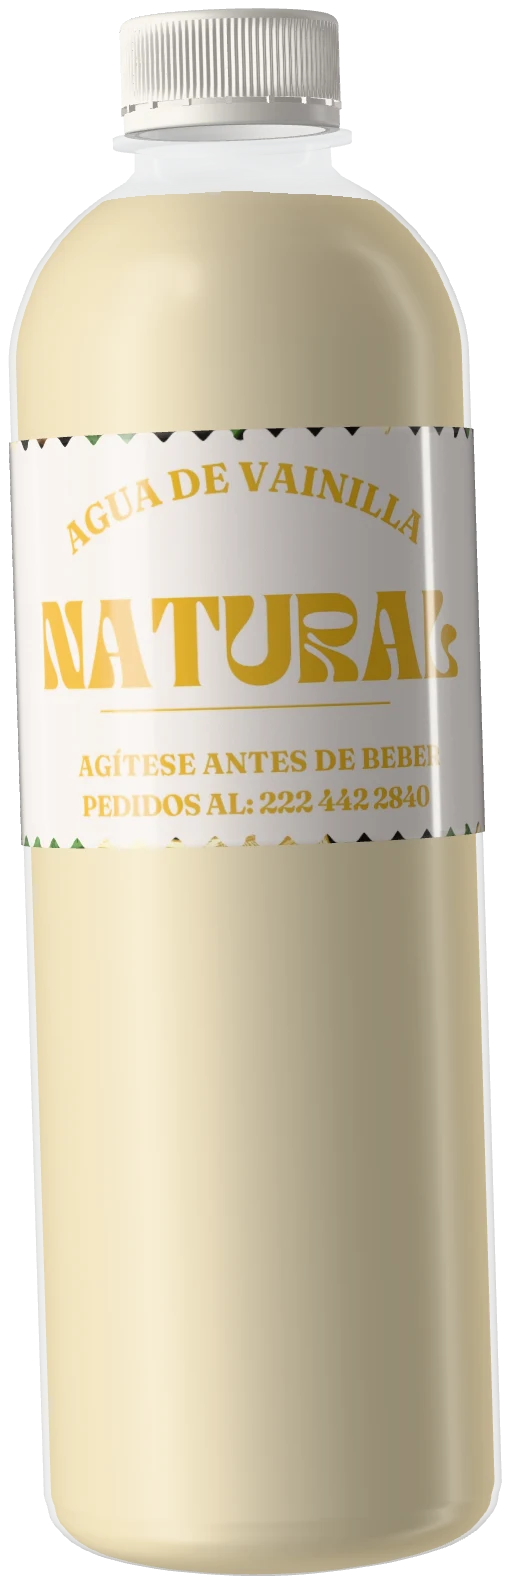 AGUA DE VAINILLA
NATURAL
AGÍTESE ANTES DE BEBER
PEDIDOS AL: 222 442 2840